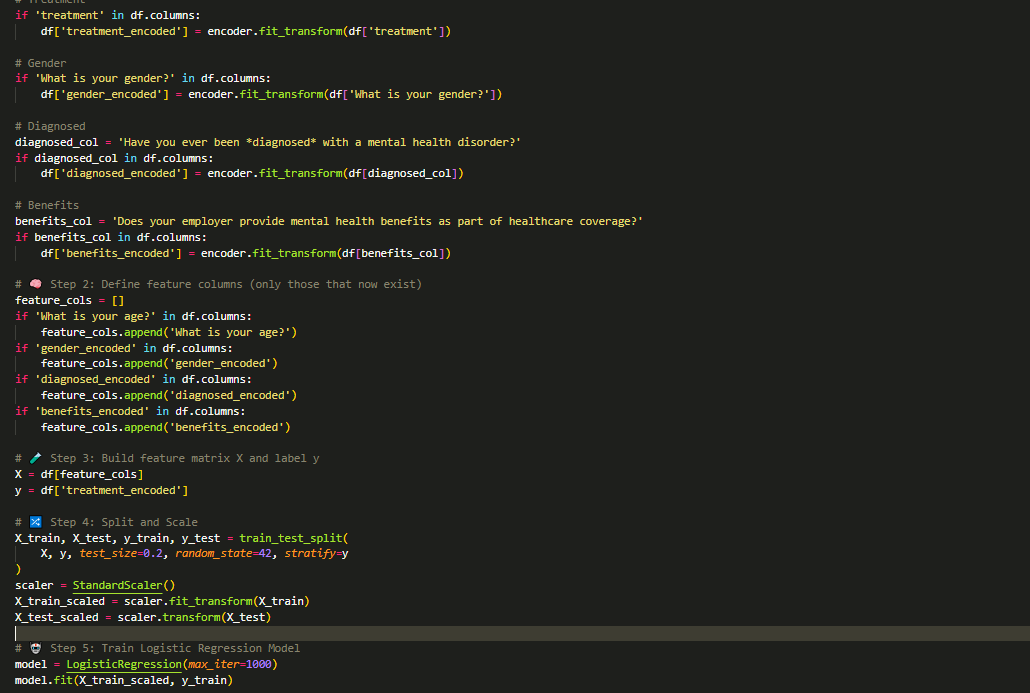 # Treatment
if 'treatment' in df.columns:
    df['treatment_encoded'] = encoder.fit_transform(df['treatment'])
# Gender
if 'What is your gender?' in df.columns:
    df['gender_encoded'] = encoder.fit_transform(df['What is your gender?'])
# Diagnosed
diagnosed_col = 'Have you ever been *diagnosed* with a mental health disorder?'
if diagnosed_col in df.columns:
    df['diagnosed_encoded'] = encoder.fit_transform(df[diagnosed_col])
# Benefits
benefits_col = 'Does your employer provide mental health benefits as part of healthcare coverage?'
if benefits_col in df.columns:
    df['benefits_encoded'] = encoder.fit_transform(df[benefits_col])
# 🧠 Step 2: Define feature columns (only those that now exist)
feature_cols = []
if 'What is your age?' in df.columns:
    feature_cols.append('What is your age?')
if 'gender_encoded' in df.columns:
    feature_cols.append('gender_encoded')
if 'diagnosed_encoded' in df.columns:
    feature_cols.append('diagnosed_encoded')
if 'benefits_encoded' in df.columns:
    feature_cols.append('benefits_encoded')
# 🧪 Step 3: Build feature matrix X and label y
X = df[feature_cols]
y = df['treatment_encoded']
# 🔀 Step 4: Split and Scale
X_train, X_test, y_train, y_test = train_test_split(
    X, y, test_size=0.2, random_state=42, stratify=y
)
scaler = StandardScaler()
X_train_scaled = scaler.fit_transform(X_train)
X_test_scaled = scaler.transform(X_test)
# Step 5: Train Logistic Regression Model
model = LogisticRegression(max_iter=1000)
model.fit(X_train_scaled, y_train)